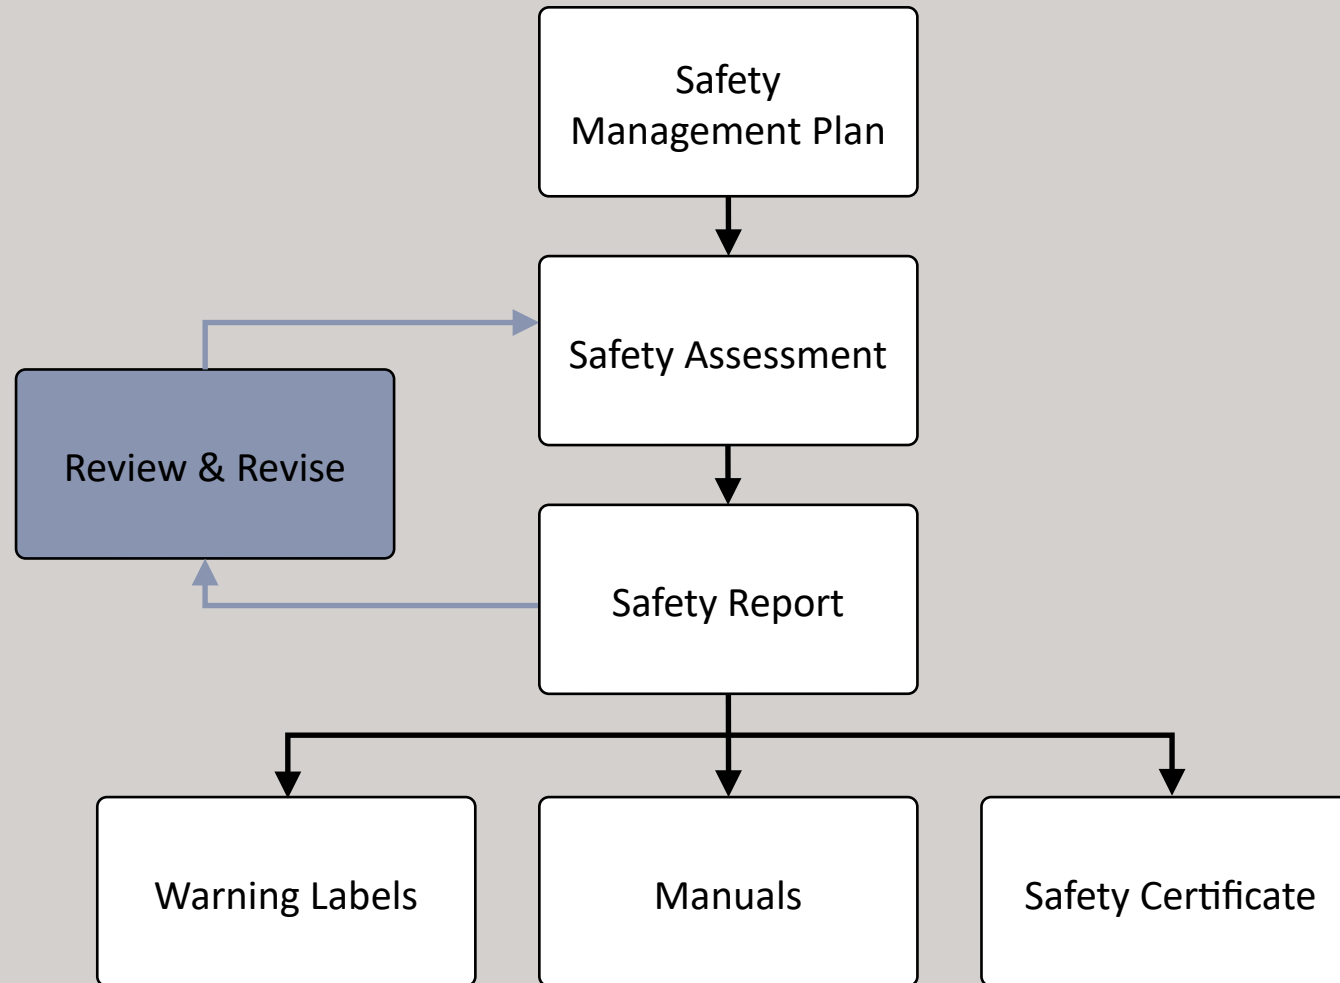 Safety
Management Plan
Safety Assessment
Review & Revise
Safety Report
Warning Labels
Manuals
Safety Certificate